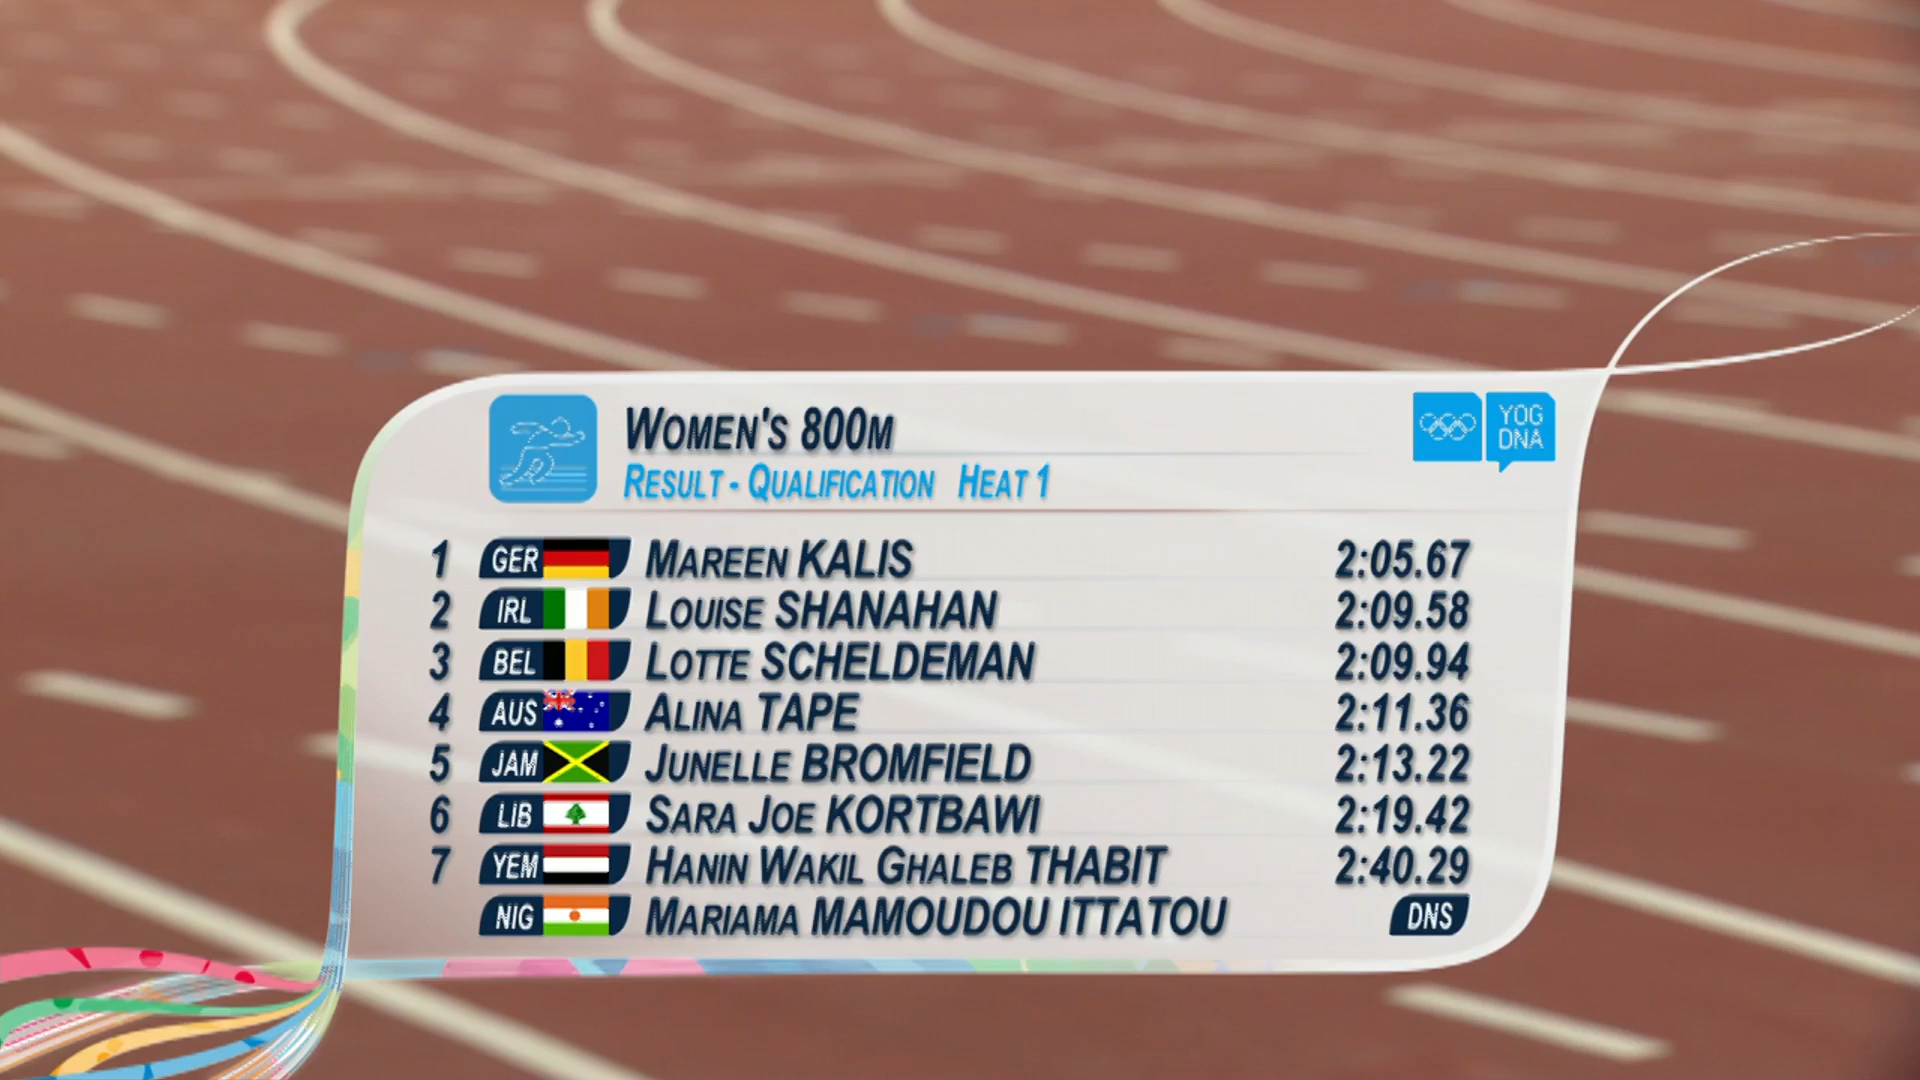 WOMEN'S 800M
RESULT - QUALIFICATION HEAT 1
YOG
DNA
1 GER MAREEN KALIS 2:05.67
2 IRL LOUISE SHANAHAN 2:09.58
3 BEL LOTTE SCHELDEMAN 2:09.94
4 AUS ALINA TAPE 2:11.36
5 JAM JUNELLE BROMFIELD 2:13.22
6 LIB SARA JOE KORTBAWI 2:19.42
7 YEM HANIN WAKIL GHALEB THABIT 2:40.29
NIG MARIAMA MAMOUDOU ITTATOU DNS